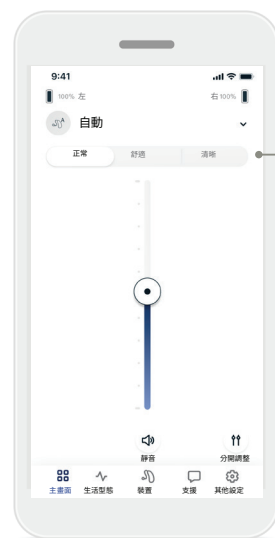 9:41
100% 左
右 100%
自動
正常 舒適 清晰
靜音 分開調整
主畫面 生活型態 裝置 支援 其他設定